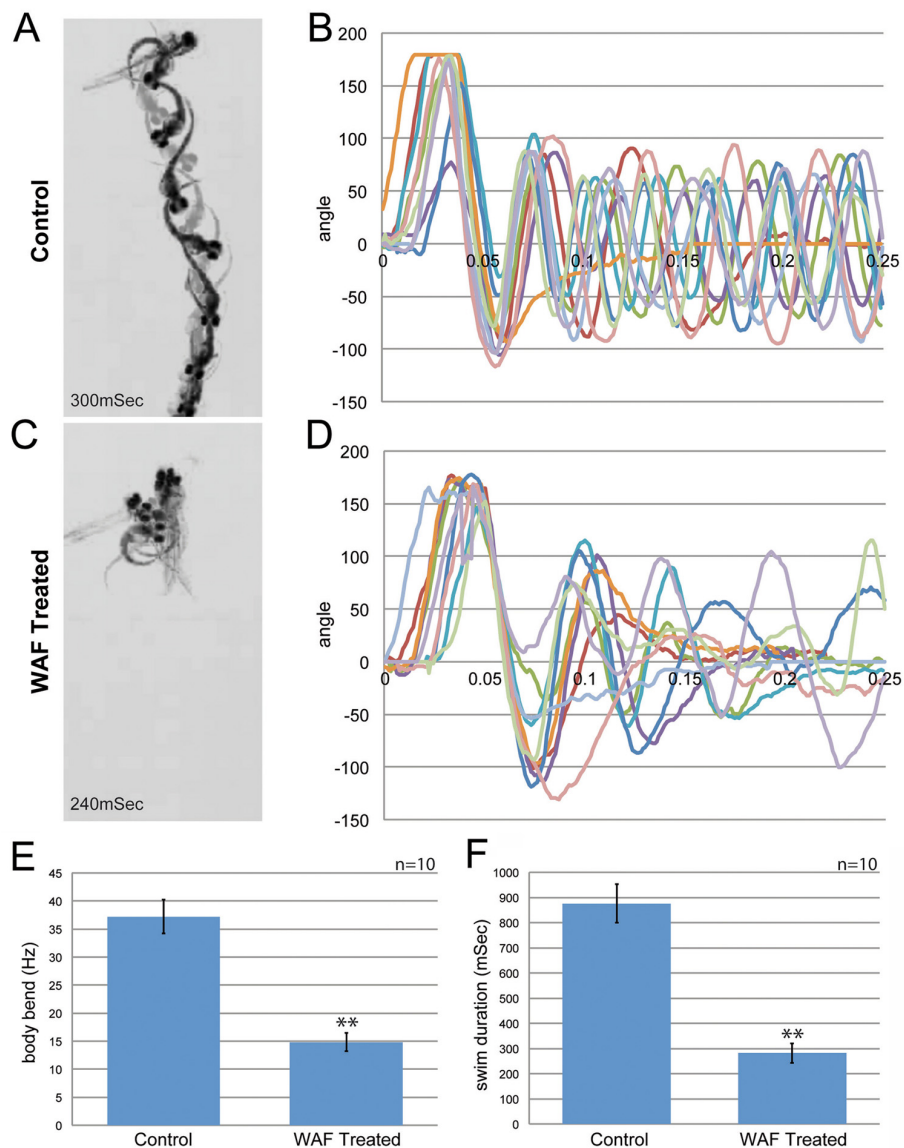 A
Control
300mSec
B
200
150
100
50
0
-50
-100
-150
angle
0 0.05 0.1 0.15 0.2 0.25
C
WAF Treated
240mSec
D
200
150
100
50
0
-50
-100
-150
angle
0 0.05 0.1 0.15 0.2 0.25
E
n=10
45
40
35
30
25
20
15
10
5
0
body bend (Hz)
**
Control WAF Treated
F
n=10
1000
900
800
700
600
500
400
300
200
100
0
swim duration (mSec)
**
Control WAF Treated